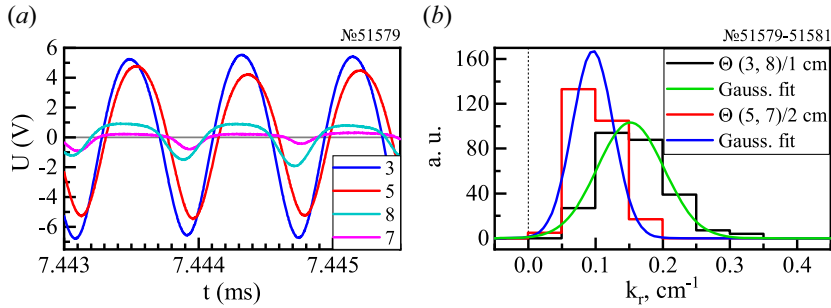 (a)
№51579
U (V)
6
4
2
0
-2
-4
-6
3
5
8
7
7.443
7.444
7.445
t (ms)
(b)
№51579-51581
a. u.
160
120
80
40
0
Θ (3, 8)/1 cm
Gauss. fit
Θ (5, 7)/2 cm
Gauss. fit
0.0
0.1
0.2
0.3
0.4
kr, cm-1